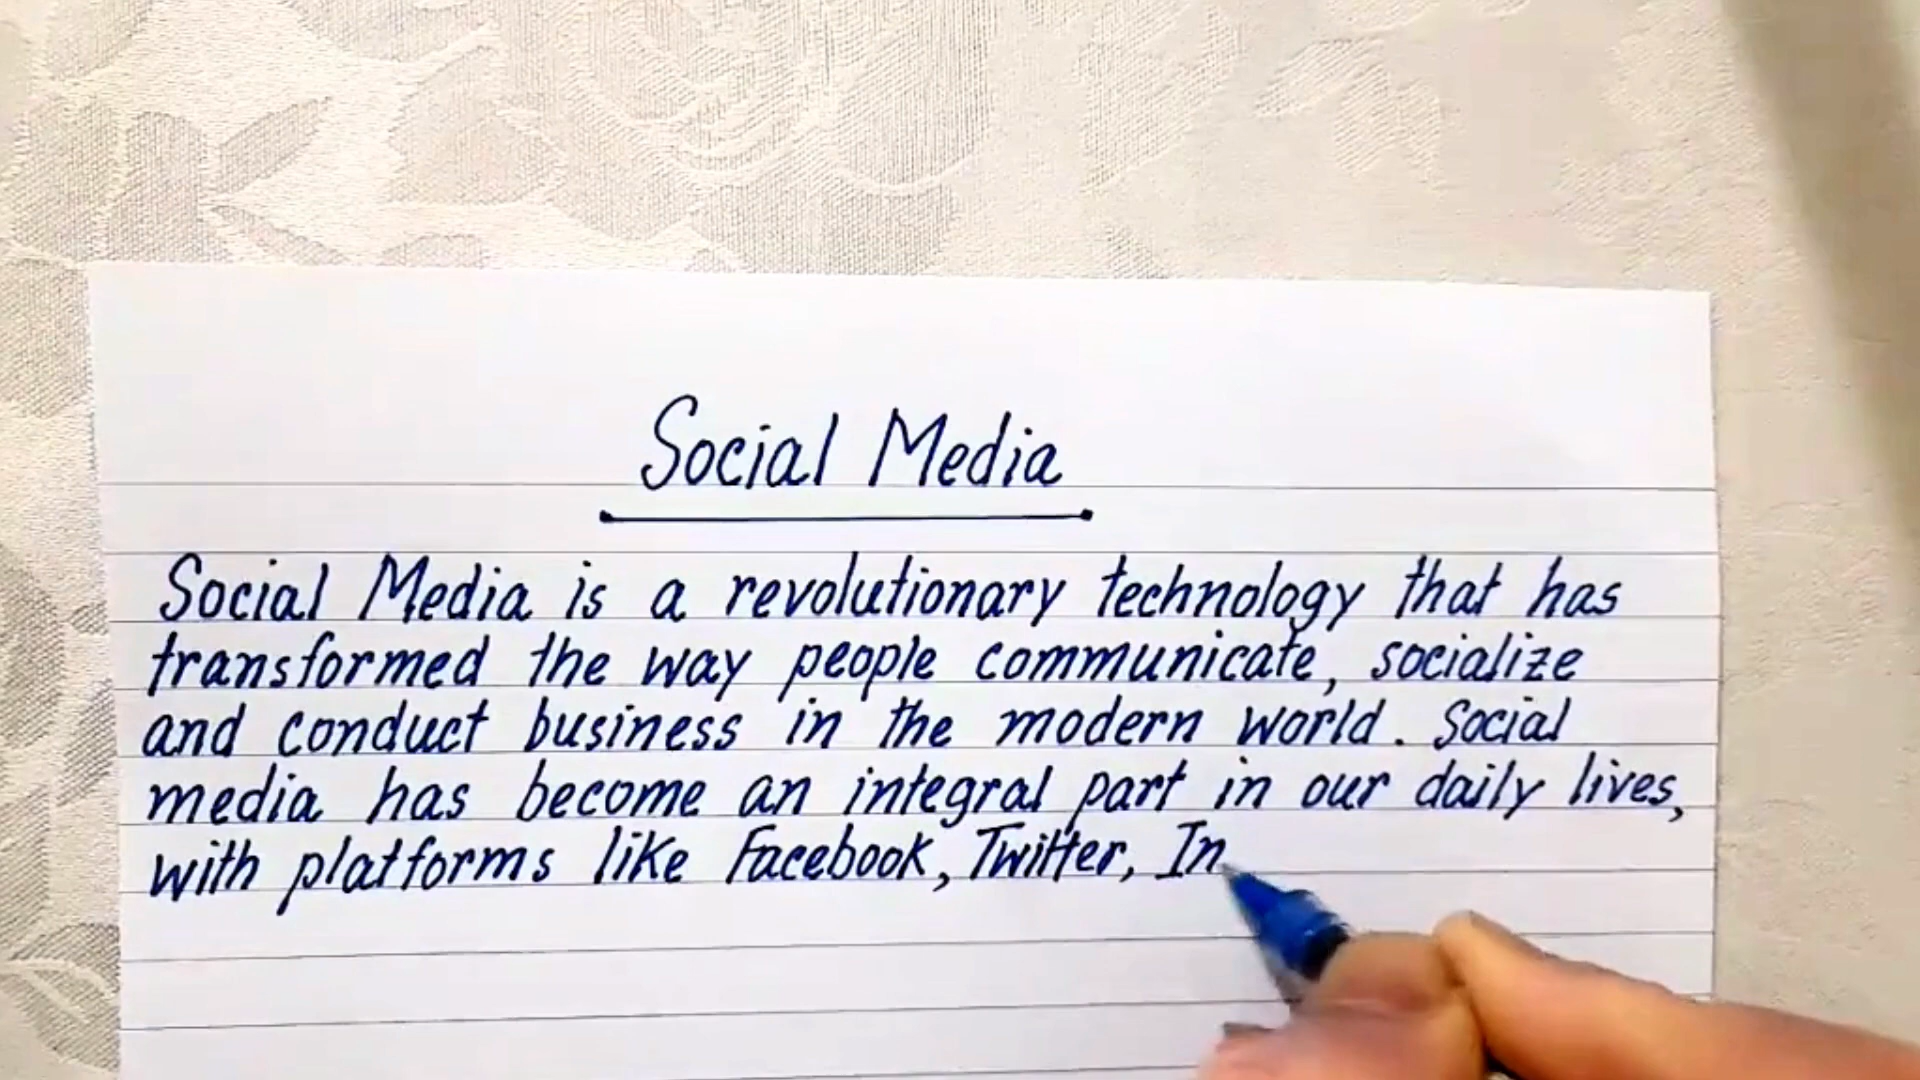 Social Media
Social Media is a revolutionary technology that has
transformed the way people communicate, socialize
and conduct business in the modern world. Social
media has become an integral part in our daily lives,
with platforms like Facebook, Twitter, In